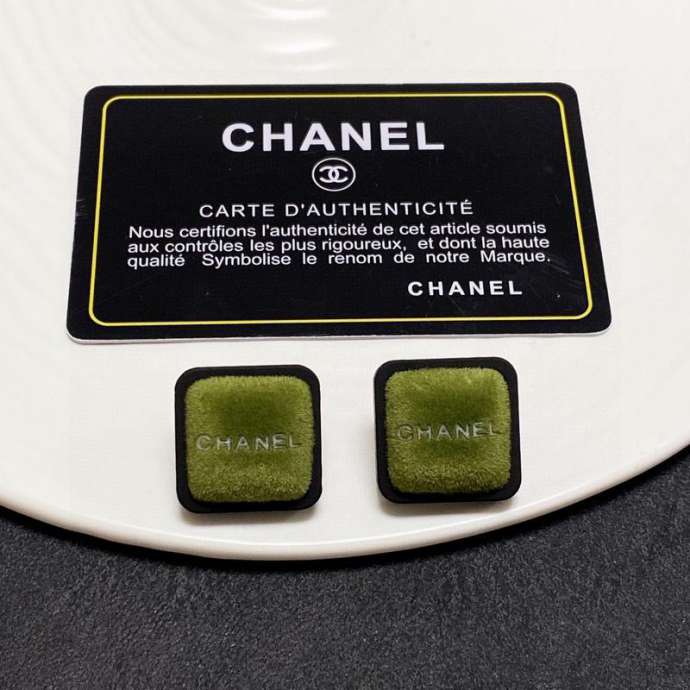 CHANEL
CARTE D'AUTHENTICITÉ
Nous certifions l'authenticité de cet article soumis
aux contrôles les plus rigoureux, et dont la haute
qualité Symbolise le renom de notre Marque.
CHANEL
CHANEL
CHANEL